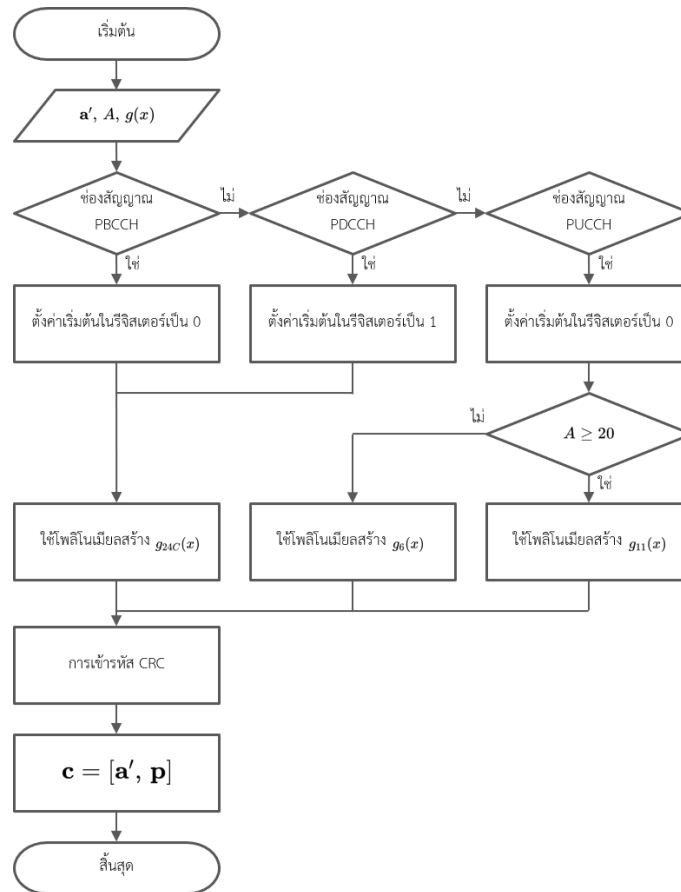 เริ่มต้น
𝐚′, A, g(x)
ช่องสัญญาณ
PBCCH
ไม่
ช่องสัญญาณ
PDCCH
ไม่
ช่องสัญญาณ
PUCCH
ใช่
ใช่
ใช่
ตั้งค่าเริ่มต้นในรีจิสเตอร์เป็น 0
ตั้งค่าเริ่มต้นในรีจิสเตอร์เป็น 1
ตั้งค่าเริ่มต้นในรีจิสเตอร์เป็น 0
ไม่
A ≥ 20
ใช่
ใช้โพลิโนเมียลสร้าง g₂₄C(x)
ใช้โพลิโนเมียลสร้าง g₆(x)
ใช้โพลิโนเมียลสร้าง g₁₁(x)
การเข้ารหัส CRC
𝐜 = [𝐚′, 𝐩]
สิ้นสุด